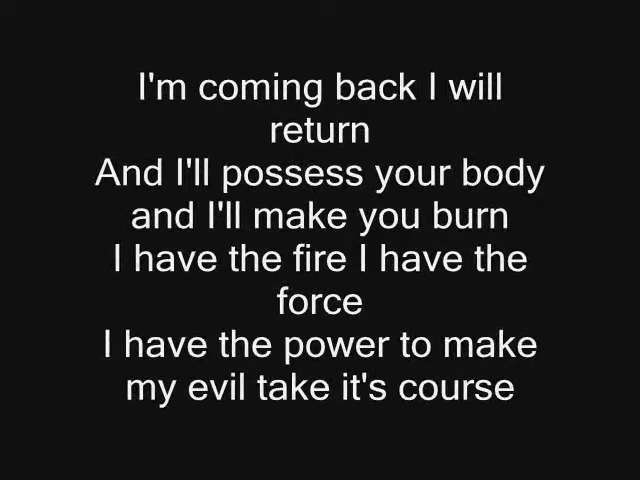 I'm coming back I will
return
And I'll possess your body
and I'll make you burn
I have the fire I have the
force
I have the power to make
my evil take it's course